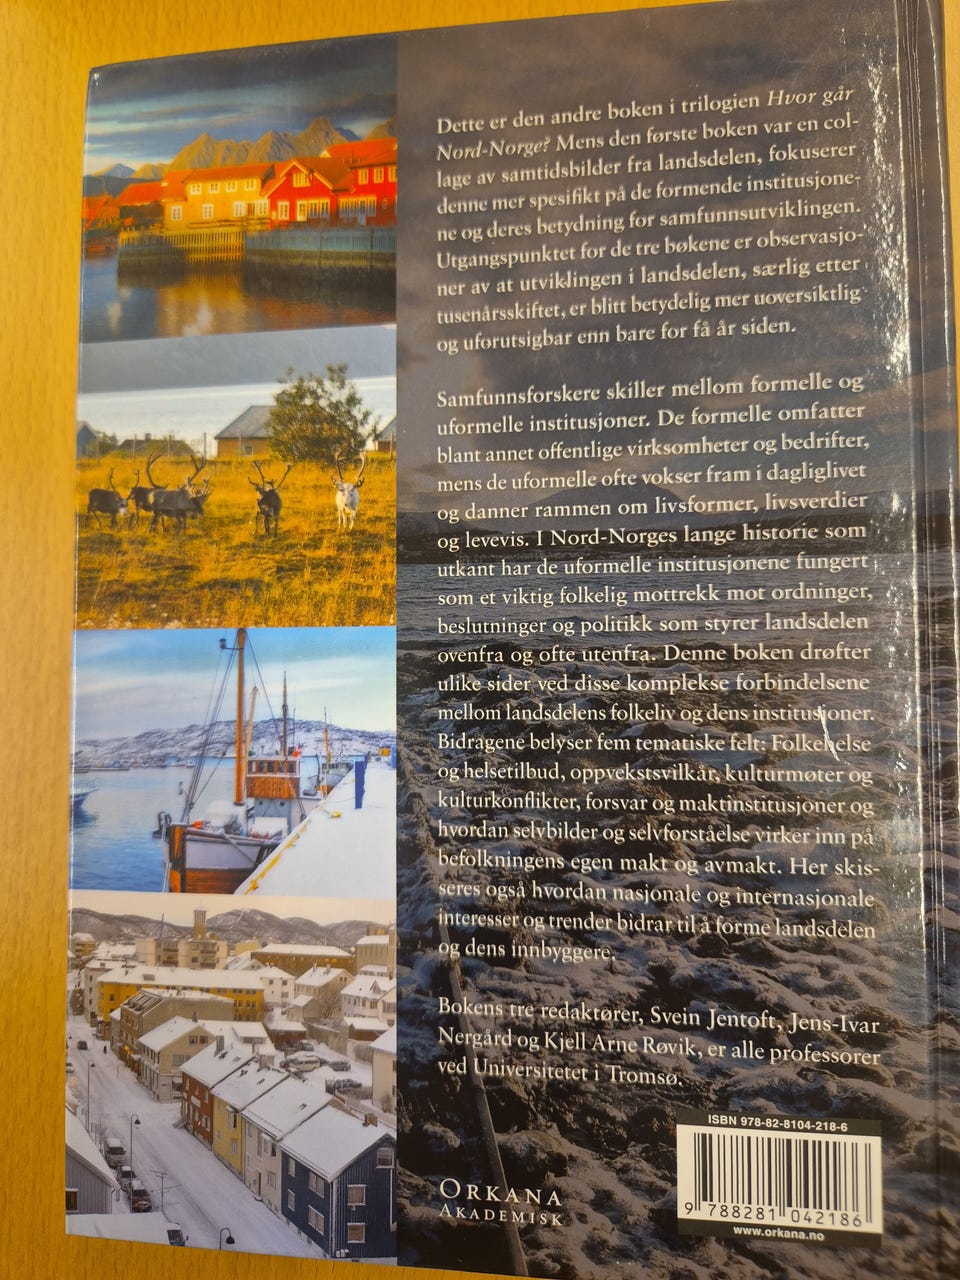 Dette er den andre boken i trilogien Hvor går
Nord-Norge? Mens den første boken var en col-
lage av samtidsbilder fra landsdelen, fokuserer
denne mer spesifikt på de formende institusjone-
ne og deres betydning for samfunnsutviklingen.
Utgangspunktet for de tre bøkene er observasjo-
ner av at utviklingen i landsdelen, særlig etter
tusenårsskiftet, er blitt betydelig mer uoversiktlig
og uforutsigbar enn bare for få år siden.
Samfunnsforskere skiller mellom formelle og
uformelle institusjoner. De formelle omfatter
blant annet offentlige virksomheter og bedrifter,
mens de uformelle ofte vokser fram i dagliglivet
og danner rammen om livsformer, livsverdier
og levevis. I Nord-Norges lange historie som
utkant har de uformelle institusjonene fungert
som et viktig folkelig mottrekk mot ordninger,
beslutninger og politikk som styrer landsdelen
ovenfra og ofte utenfra. Denne boken drøfter
ulike sider ved disse komplekse forbindelsene
mellom landsdelens folkeliv og dens institusjoner.
Bidragene belyser fem tematiske felt: Folkehelse
og helsetilbud, oppvekstsvilkår, kulturmøter og
kulturkonflikter, forsvar og maktinstitusjoner og
hvordan selvbilder og selvforståelse virker inn på
befolkningens egen makt og avmakt. Her skis-
seres også hvordan nasjonale og internasjonale
interesser og trender bidrar til å forme landsdelen
og dens innbyggere.
Bokens tre redaktører, Svein Jentoft, Jens-Ivar
Nergård og Kjell Arne Røvik, er alle professorer
ved Universitetet i Tromsø.
ORKANA
AKADEMISK
ISBN 978-82-8104-218-6
9 788281 042186
www.orkana.no